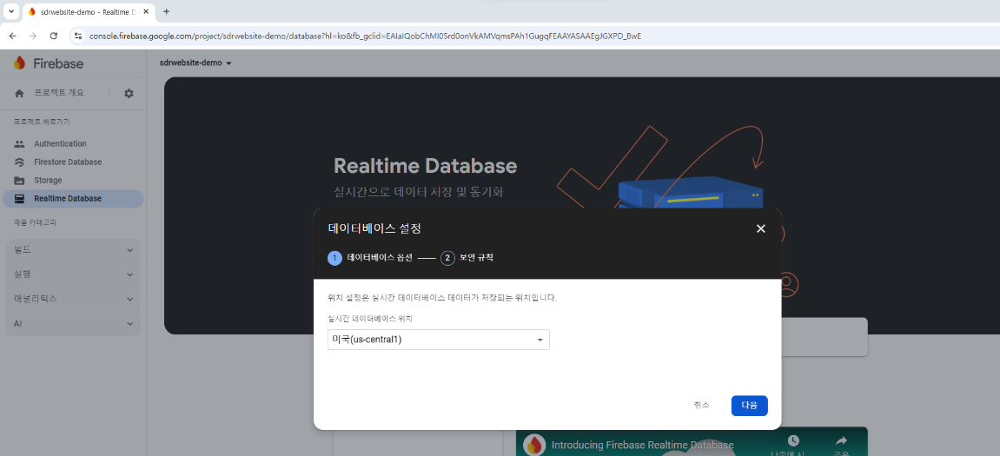 sdrwebsite-demo - Realtime D
console.firebase.google.com/project/sdrwebsite-demo/database?hl=ko&fb_gclid=EAIaIQobChMI05rd0onVkAMVqmsPAh1GugqFEAAYASAAEgJGXPD_BwE
Firebase
sdrwebsite-demo
프로젝트 개요
프로젝트 바로가기
Authentication
Firestore Database
Storage
Realtime Database
제품 카테고리
빌드
실행
애널리틱스
AI
Realtime Database
실시간으로 데이터 저장 및 동기화
데이터베이스 설정
1 데이터베이스 옵션 2 보안 규칙
위치 설정은 실시간 데이터베이스 데이터가 저장되는 위치입니다.
실시간 데이터베이스 위치
미국(us-central1)
취소 다음
Introducing Firebase Realtime Database